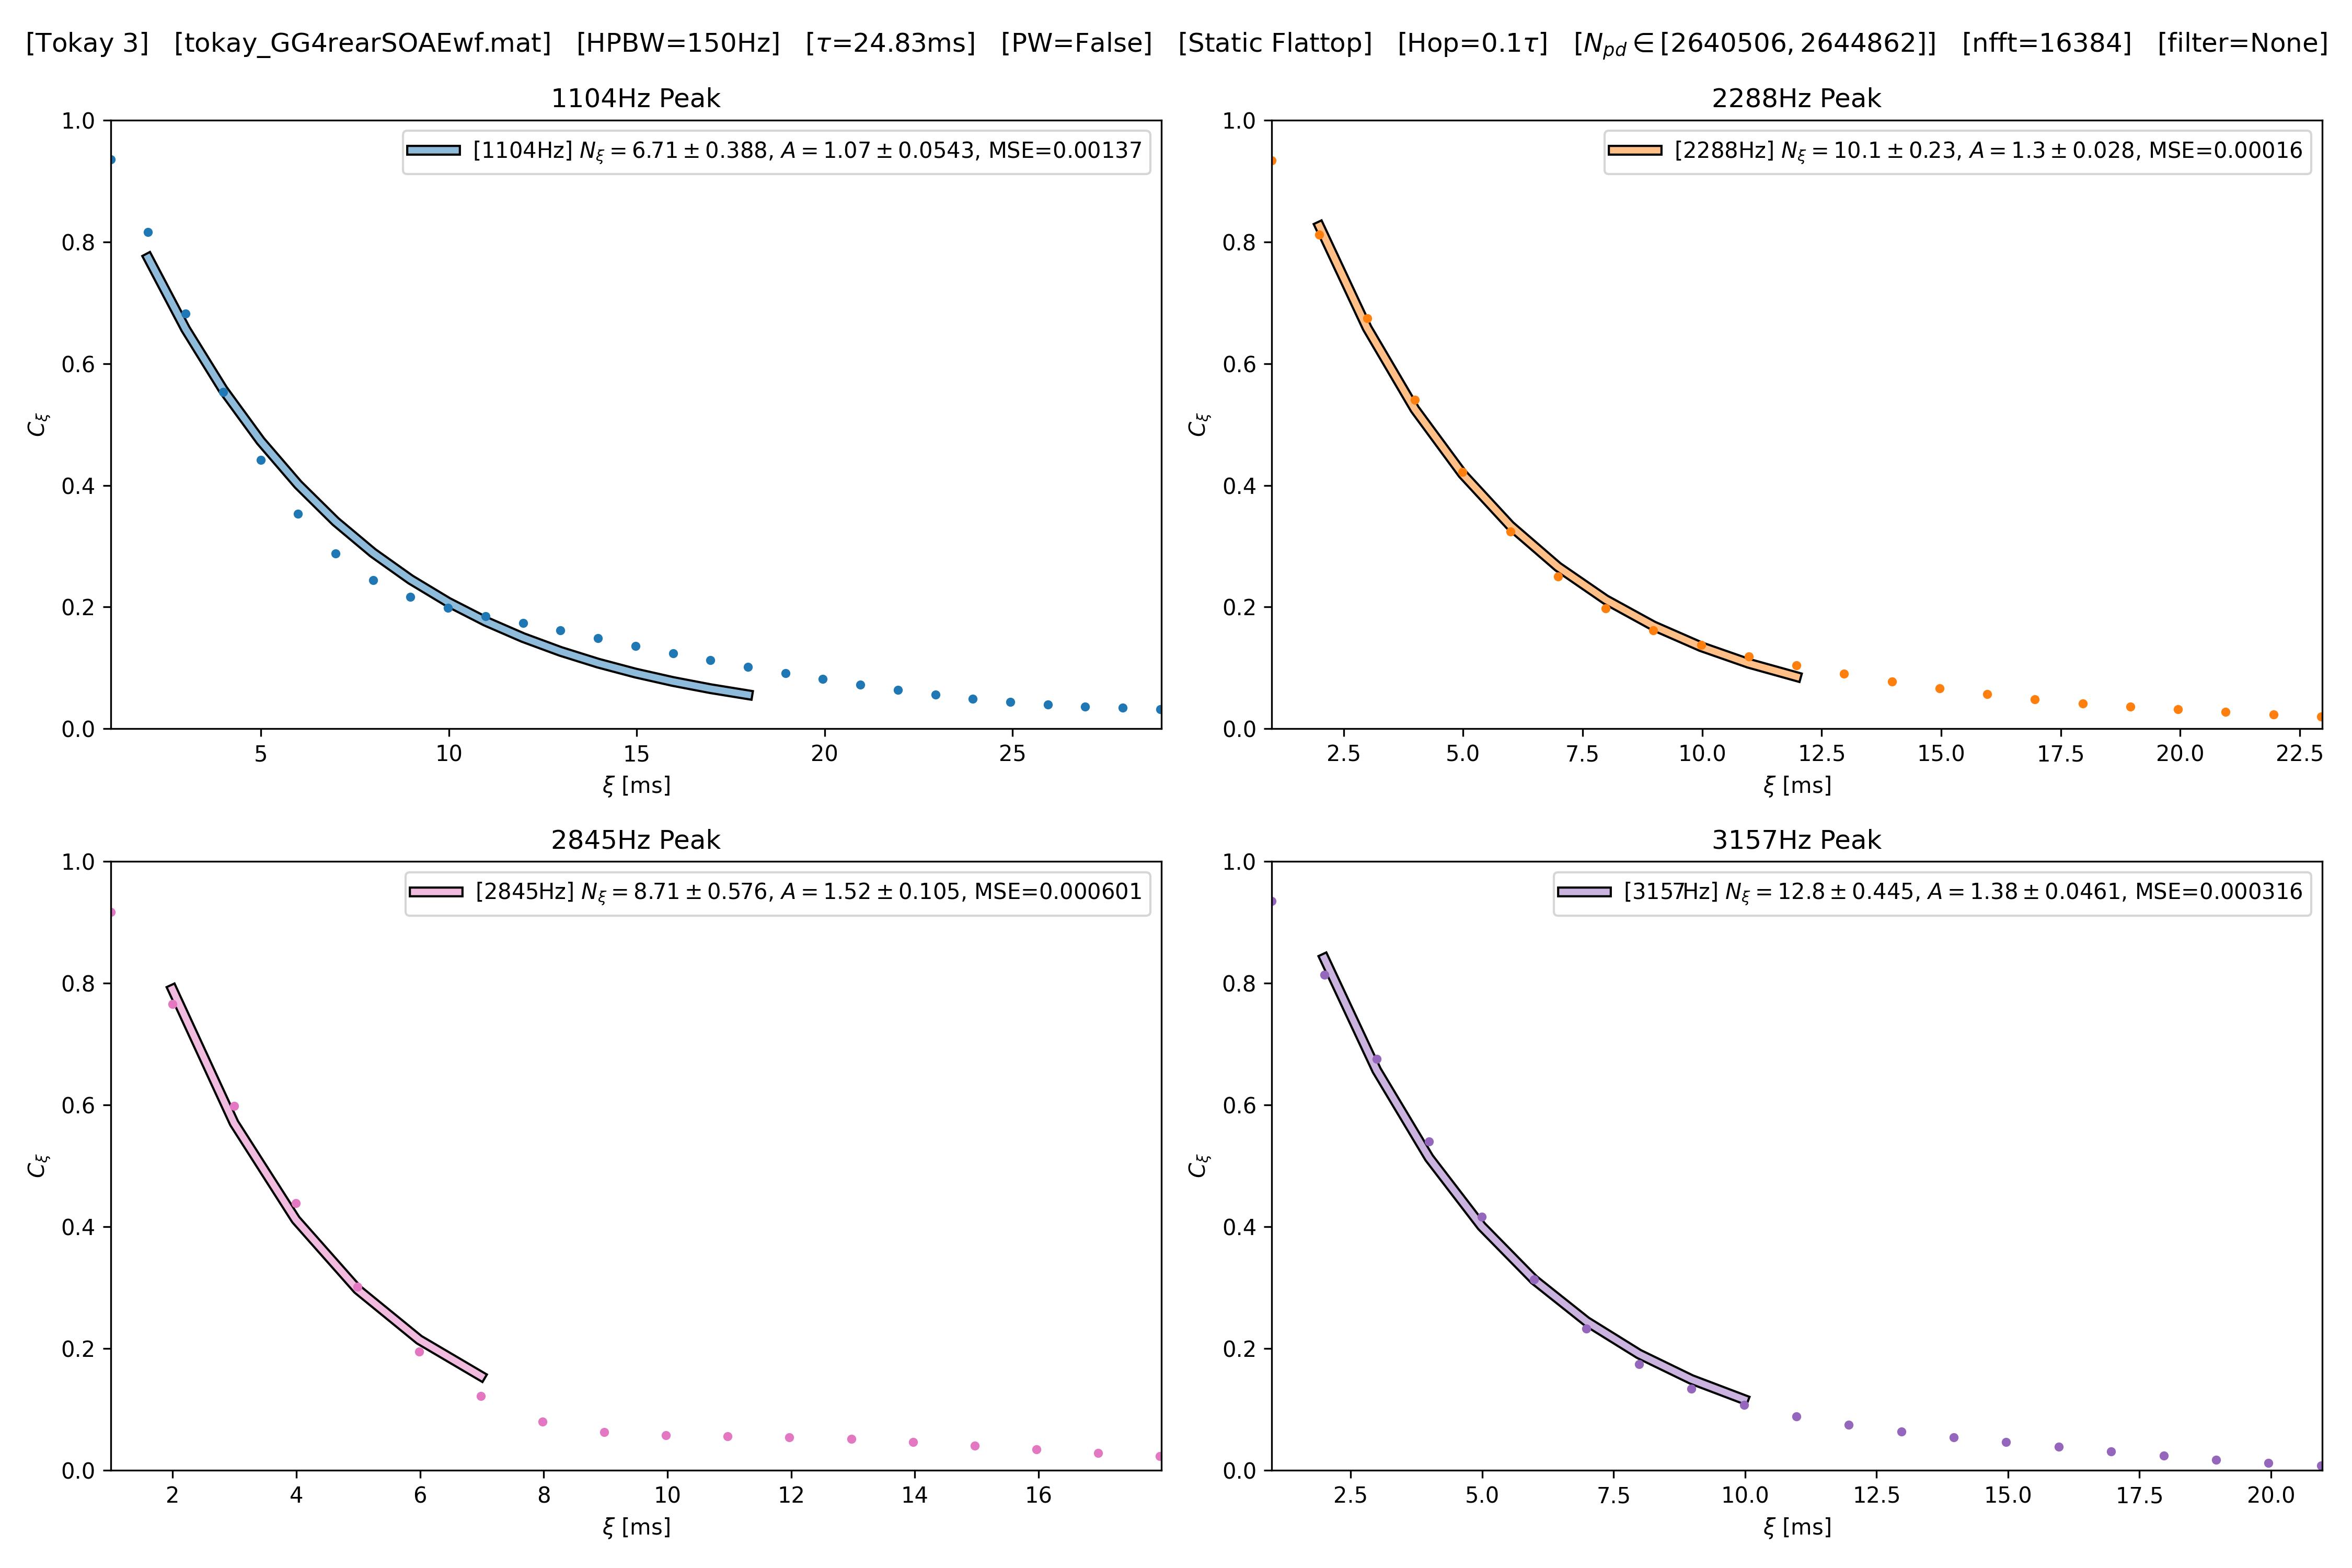 [Tokay 3] [tokay_GG4rearSOAEwf.mat] [HPBW=150Hz] [τ=24.83ms] [PW=False] [Static Flattop] [Hop=0.1τ] [N_pd ∈ [2640506, 2644862]] [nfft=16384] [filter=None]
1104Hz Peak
[1104Hz] N_ξ = 6.71 ± 0.388, A = 1.07 ± 0.0543, MSE=0.00137
1.0
0.8
0.6
0.4
0.2
0.0
C_ξ
5 10 15 20 25
ξ [ms]
2288Hz Peak
[2288Hz] N_ξ = 10.1 ± 0.23, A = 1.3 ± 0.028, MSE=0.00016
1.0
0.8
0.6
0.4
0.2
0.0
C_ξ
2.5 5.0 7.5 10.0 12.5 15.0 17.5 20.0 22.5
ξ [ms]
2845Hz Peak
[2845Hz] N_ξ = 8.71 ± 0.576, A = 1.52 ± 0.105, MSE=0.000601
1.0
0.8
0.6
0.4
0.2
0.0
C_ξ
2 4 6 8 10 12 14 16
ξ [ms]
3157Hz Peak
[3157Hz] N_ξ = 12.8 ± 0.445, A = 1.38 ± 0.0461, MSE=0.000316
1.0
0.8
0.6
0.4
0.2
0.0
C_ξ
2.5 5.0 7.5 10.0 12.5 15.0 17.5 20.0
ξ [ms]